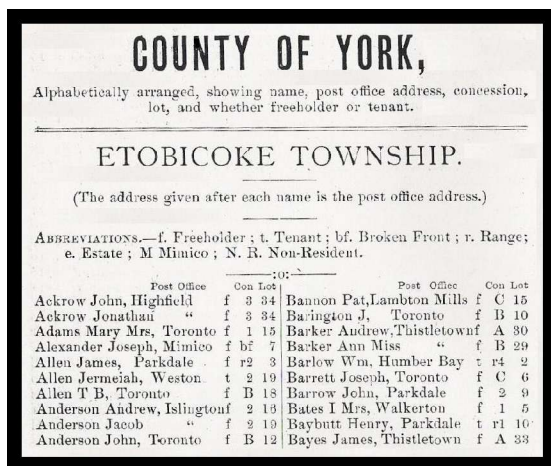 COUNTY OF YORK,
Alphabetically arranged, showing name, post office address, concession,
lot, and whether freeholder or tenant.
ETOBICOKE TOWNSHIP.
(The address given after each name is the post office address.)
ABBREVIATIONS.—f. Freeholder ; t. Tenant ; bf. Broken Front ; r. Range;
e. Estate ; M Mimico ; N. R. Non-Resident.
:o:
Post Office Con Lot
Ackrow John, Highfield f 3 34
Ackrow Jonathan “ f 3 34
Adams Mary Mrs, Toronto f 1 15
Alexander Joseph, Mimico f bf 7
Allen James, Parkdale f r2 3
Allen Jermeiah, Weston t 2 19
Allen T B, Toronto f B 18
Anderson Andrew, Islington f 2 16
Anderson Jacob “ f 2 19
Anderson John, Toronto f B 12
Post Office Con Lot
Bannon Pat, Lambton Mills f C 15
Barington J, Toronto f B 10
Barker Andrew, Thistletown f A 30
Barker Ann Miss “ f B 29
Barlow Wm, Humber Bay t r4 2
Barrett Joseph, Toronto f C 6
Barrow John, Parkdale f 2 9
Bates I Mrs, Walkerton f 1 5
Baybutt Henry, Parkdale t r1 10
Bayes James, Thistletown f A 33